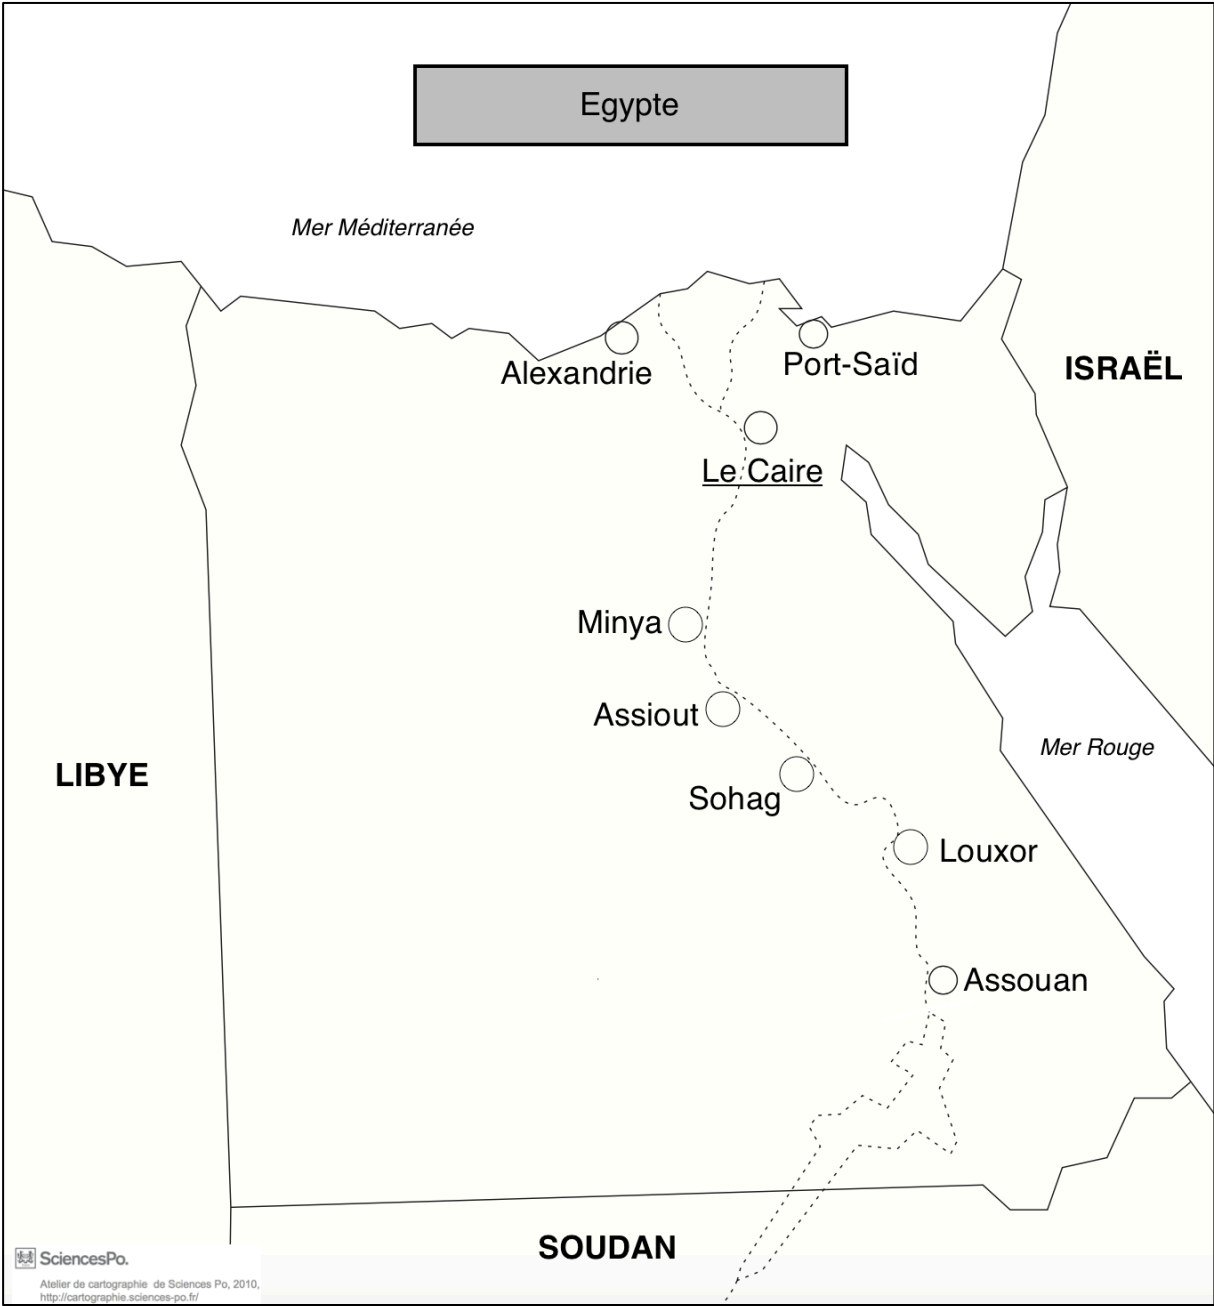 Egypte
Mer Méditerranée
Alexandrie
Port-Saïd
ISRAËL
Le Caire
Minya
Assiout
Mer Rouge
LIBYE
Sohag
Louxor
Assouan
SOUDAN
SciencesPo.
Atelier de cartographie de Sciences Po, 2010,
http://cartographie.sciences-po.fr/